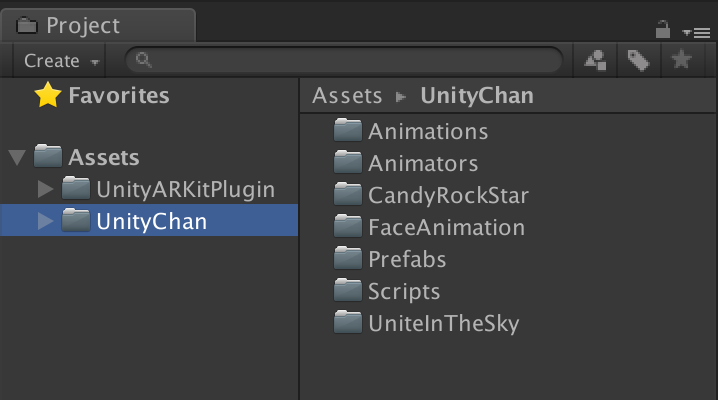 Project
Create
Favorites
Assets
UnityARKitPlugin
UnityChan
Assets ▸ UnityChan
Animations
Animators
CandyRockStar
FaceAnimation
Prefabs
Scripts
UniteInTheSky